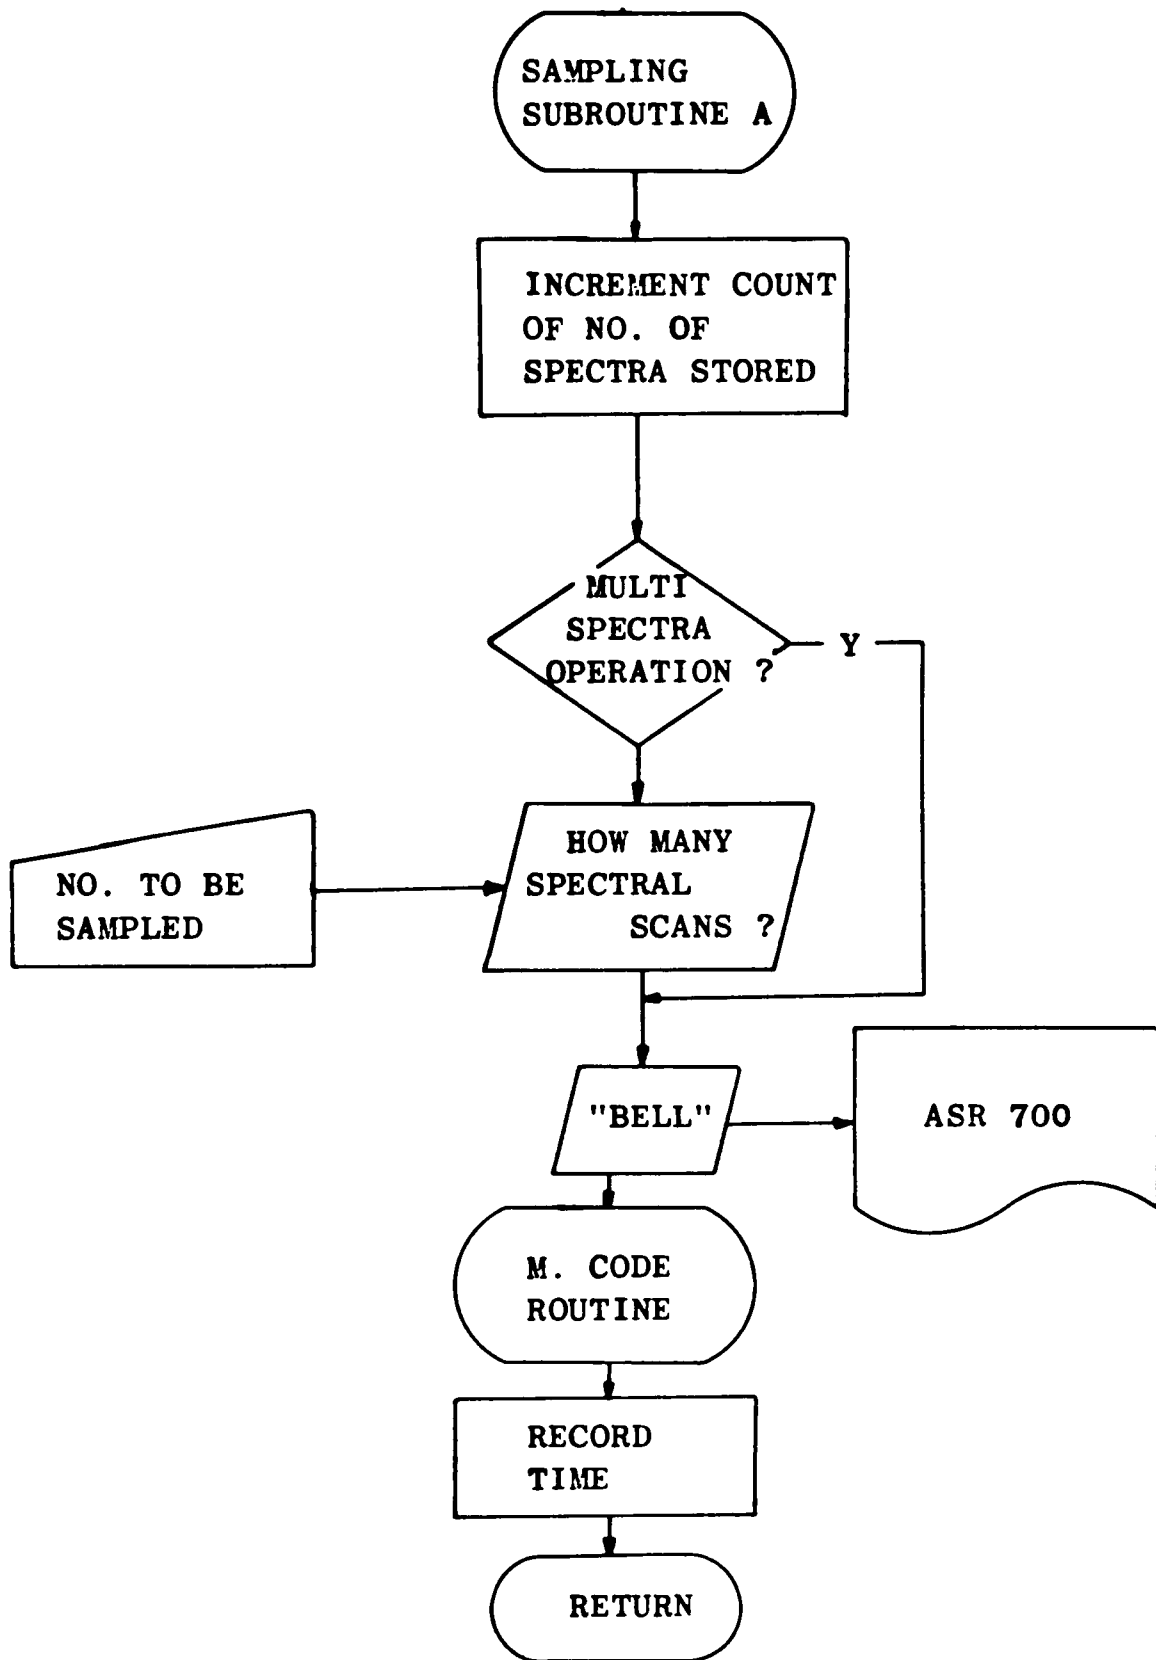 SAMPLING
SUBROUTINE A
INCREMENT COUNT
OF NO. OF
SPECTRA STORED
MULTI
SPECTRA
OPERATION ?
Y
HOW MANY
SPECTRAL
SCANS ?
NO. TO BE
SAMPLED
"BELL"
ASR 700
M. CODE
ROUTINE
RECORD
TIME
RETURN